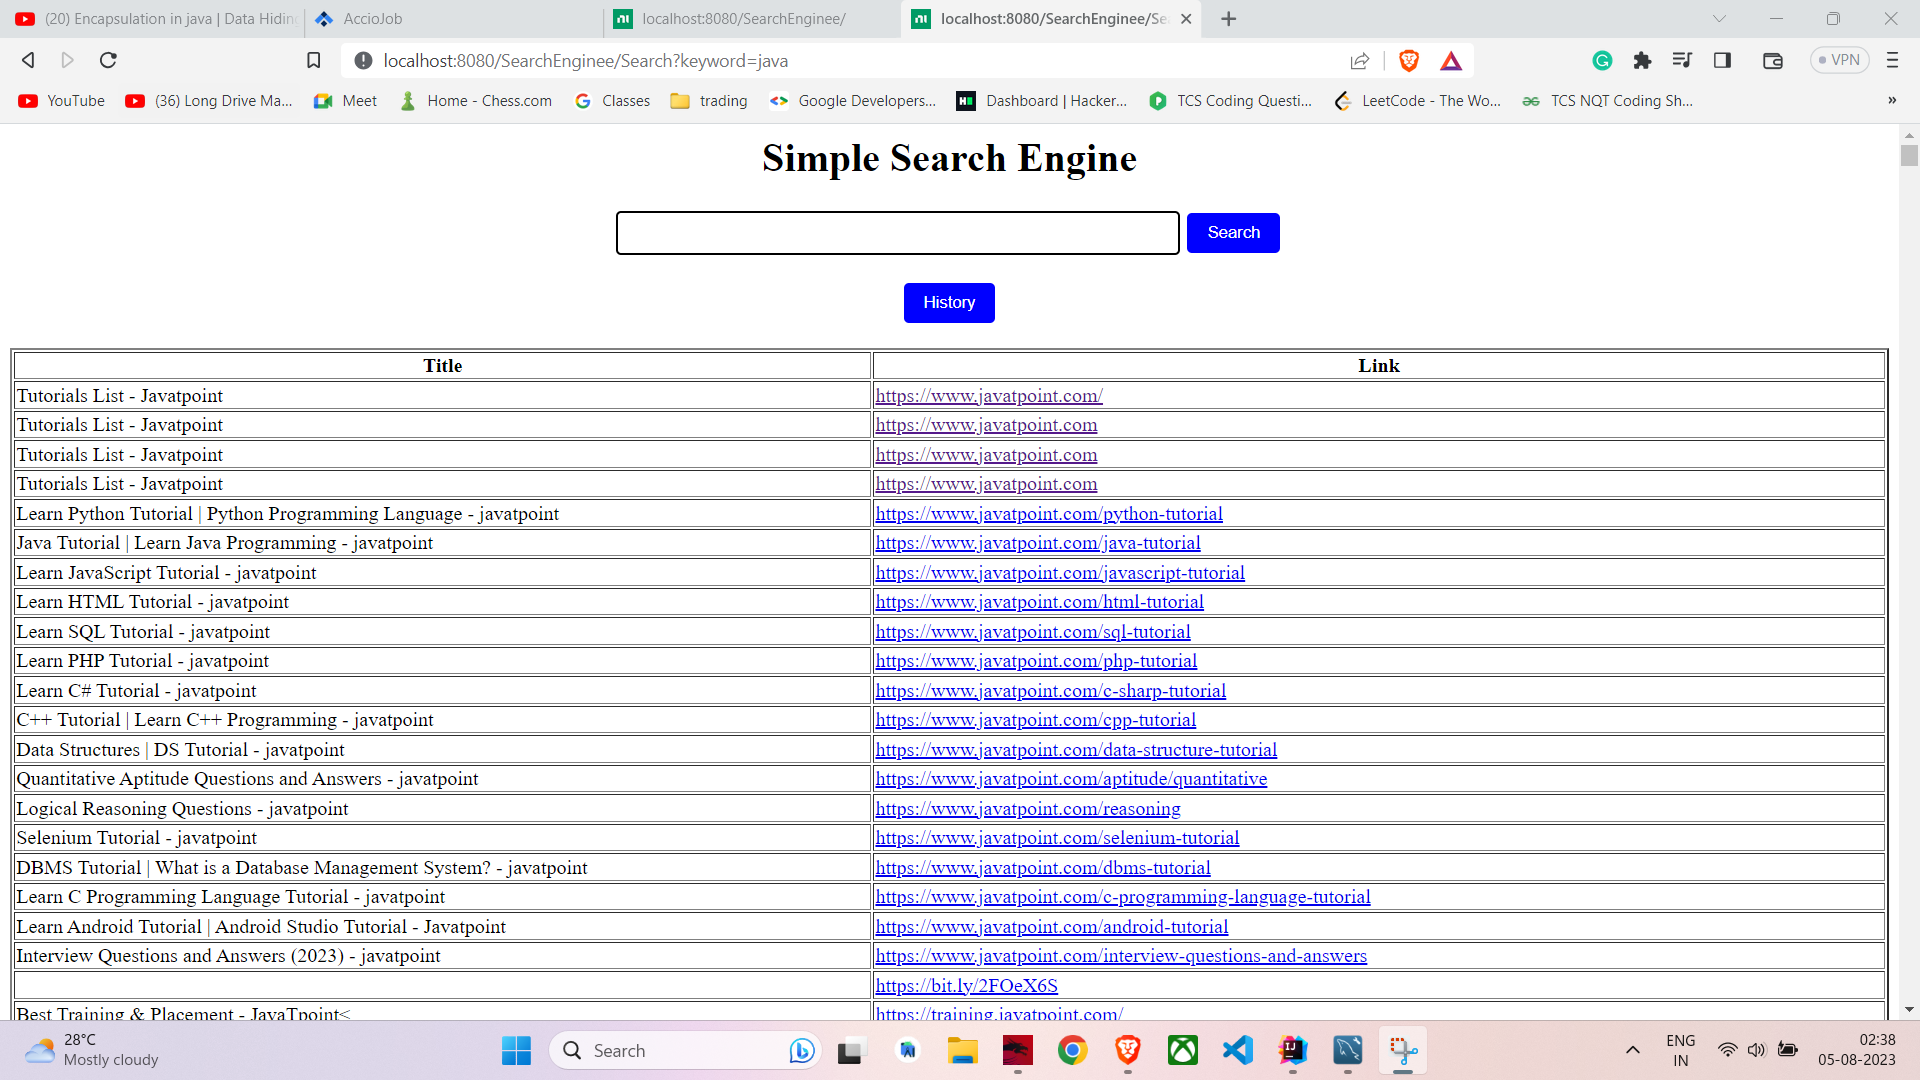 (20) Encapsulation in java | Data Hidin
AccioJob
localhost:8080/SearchEnginee/
localhost:8080/SearchEnginee/Se
localhost:8080/SearchEnginee/Search?keyword=java
VPN
YouTube
(36) Long Drive Ma...
Meet
Home - Chess.com
Classes
trading
Google Developers...
Dashboard | Hacker...
TCS Coding Questi...
LeetCode - The Wo...
TCS NQT Coding Sh...
»
Simple Search Engine
Search
History
Title Link
Tutorials List - Javatpoint https://www.javatpoint.com/
Tutorials List - Javatpoint https://www.javatpoint.com
Tutorials List - Javatpoint https://www.javatpoint.com
Tutorials List - Javatpoint https://www.javatpoint.com
Learn Python Tutorial | Python Programming Language - javatpoint https://www.javatpoint.com/python-tutorial
Java Tutorial | Learn Java Programming - javatpoint https://www.javatpoint.com/java-tutorial
Learn JavaScript Tutorial - javatpoint https://www.javatpoint.com/javascript-tutorial
Learn HTML Tutorial - javatpoint https://www.javatpoint.com/html-tutorial
Learn SQL Tutorial - javatpoint https://www.javatpoint.com/sql-tutorial
Learn PHP Tutorial - javatpoint https://www.javatpoint.com/php-tutorial
Learn C# Tutorial - javatpoint https://www.javatpoint.com/c-sharp-tutorial
C++ Tutorial | Learn C++ Programming - javatpoint https://www.javatpoint.com/cpp-tutorial
Data Structures | DS Tutorial - javatpoint https://www.javatpoint.com/data-structure-tutorial
Quantitative Aptitude Questions and Answers - javatpoint https://www.javatpoint.com/aptitude/quantitative
Logical Reasoning Questions - javatpoint https://www.javatpoint.com/reasoning
Selenium Tutorial - javatpoint https://www.javatpoint.com/selenium-tutorial
DBMS Tutorial | What is a Database Management System? - javatpoint https://www.javatpoint.com/dbms-tutorial
Learn C Programming Language Tutorial - javatpoint https://www.javatpoint.com/c-programming-language-tutorial
Learn Android Tutorial | Android Studio Tutorial - Javatpoint https://www.javatpoint.com/android-tutorial
Interview Questions and Answers (2023) - javatpoint https://www.javatpoint.com/interview-questions-and-answers
https://bit.ly/2FOeX6S
Best Training & Placement - JavaTpoint< https://training.javatpoint.com/
28°C
Mostly cloudy
Search
ENG
IN
02:38
05-08-2023